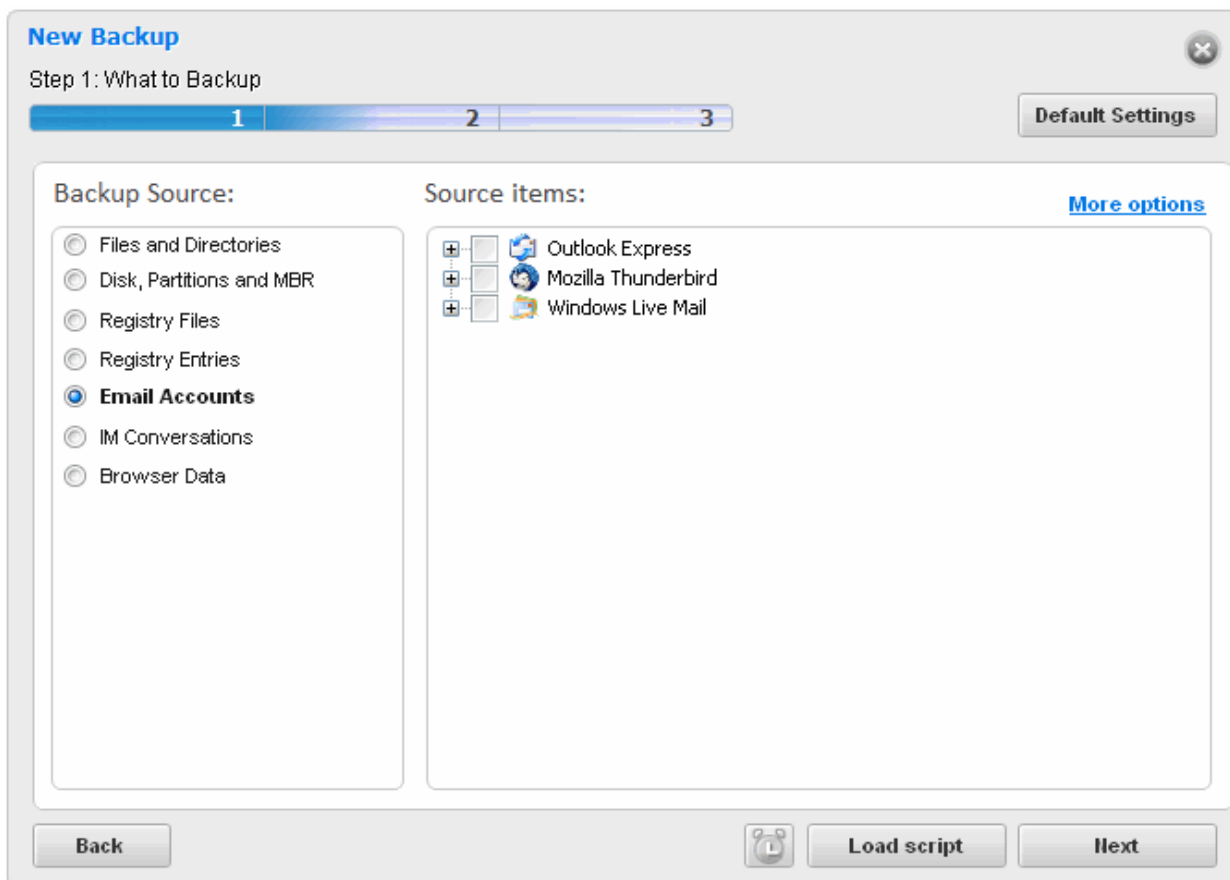 New Backup
Step 1: What to Backup
1 2 3
Default Settings
Backup Source:
Source items:
More options
Files and Directories
Disk, Partitions and MBR
Registry Files
Registry Entries
Email Accounts
IM Conversations
Browser Data
Outlook Express
Mozilla Thunderbird
Windows Live Mail
Back
Load script
Next